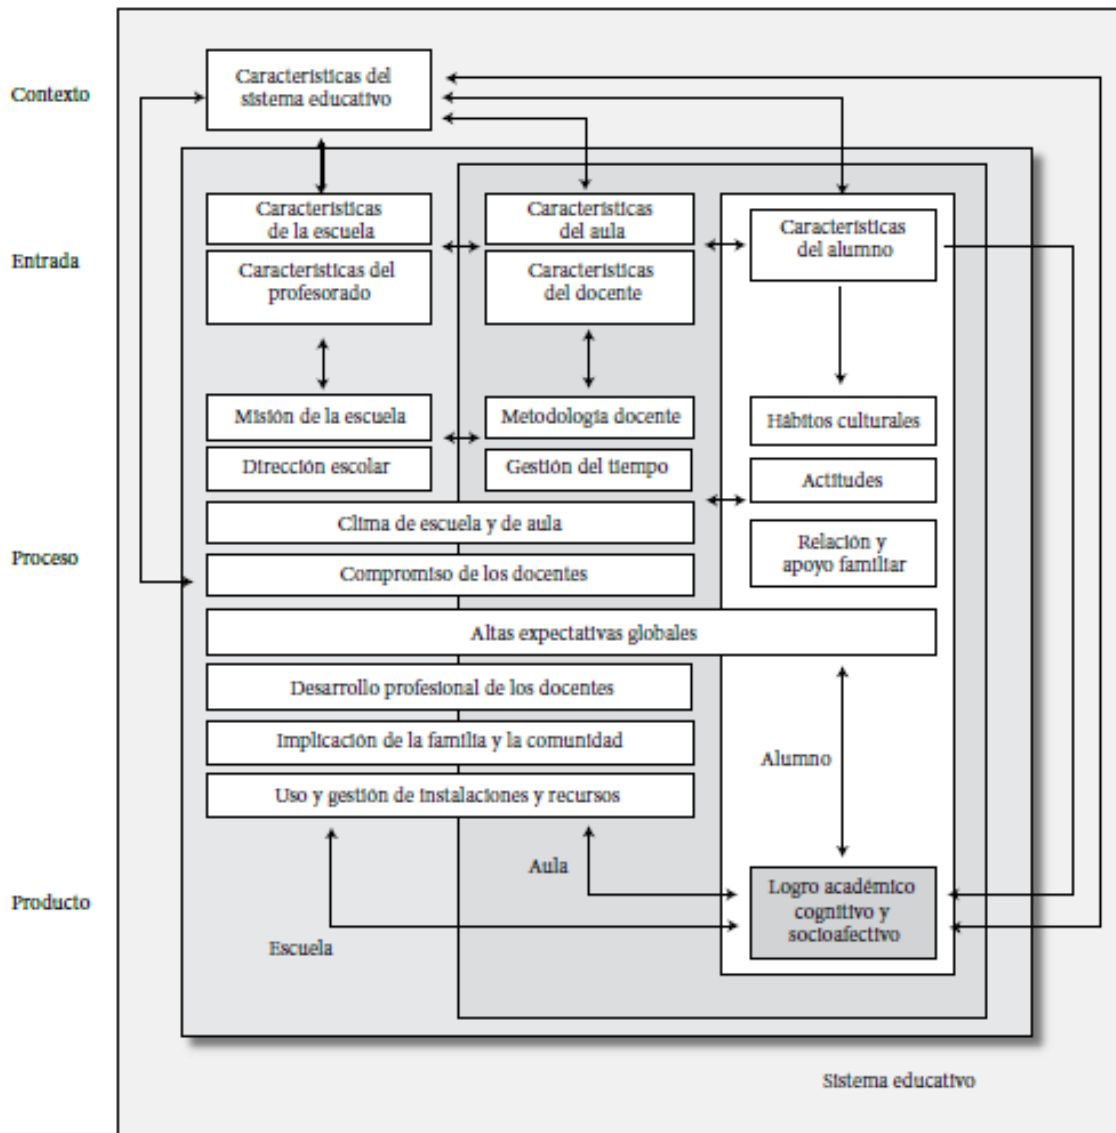 Contexto
Características del
sistema educativo
Entrada
Características
de la escuela
Características
del aula
Características
del alumno
Características del
profesorado
Características
del docente
Misión de la escuela
Metodología docente
Hábitos culturales
Dirección escolar
Gestión del tiempo
Actitudes
Clima de escuela y de aula
Proceso
Relación y
apoyo familiar
Compromiso de los docentes
Altas expectativas globales
Desarrollo profesional de los docentes
Implicación de la familia y la comunidad
Alumno
Uso y gestión de instalaciones y recursos
Producto
Aula
Logro académico
cognitivo y
socioafectivo
Escuela
Sistema educativo